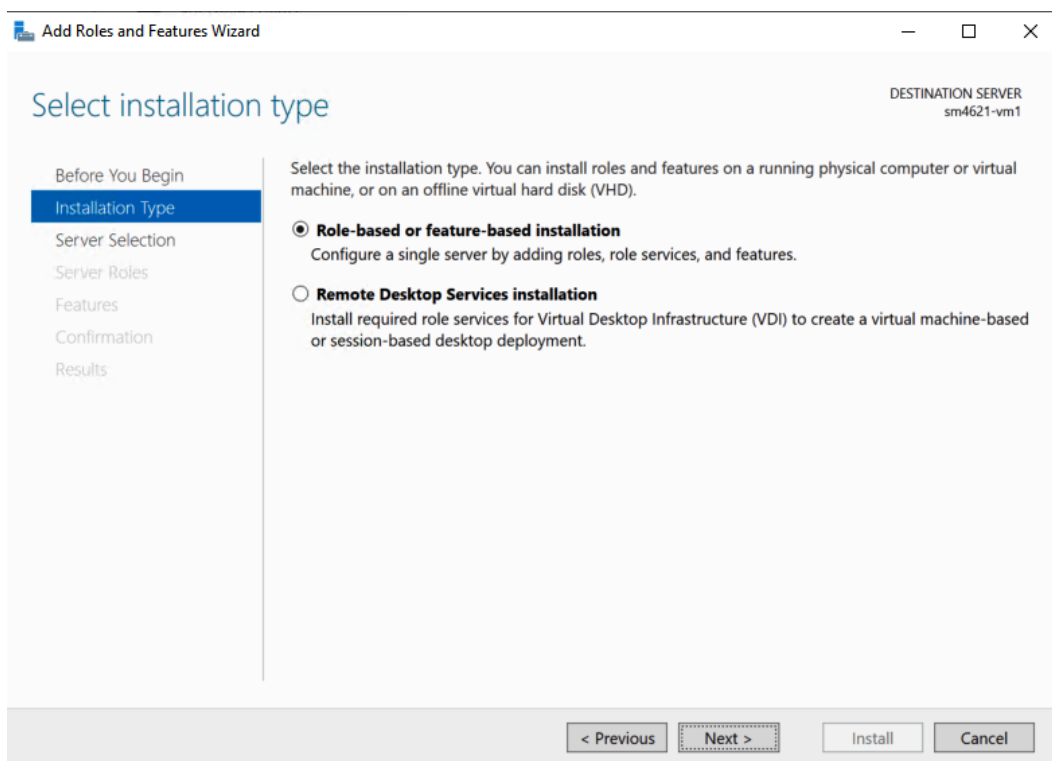 Add Roles and Features Wizard
Select installation type
DESTINATION SERVER
sm4621-vm1
Before You Begin
Installation Type
Server Selection
Server Roles
Features
Confirmation
Results
Select the installation type. You can install roles and features on a running physical computer or virtual
machine, or on an offline virtual hard disk (VHD).
Role-based or feature-based installation
Configure a single server by adding roles, role services, and features.
Remote Desktop Services installation
Install required role services for Virtual Desktop Infrastructure (VDI) to create a virtual machine-based
or session-based desktop deployment.
< Previous
Next >
Install
Cancel